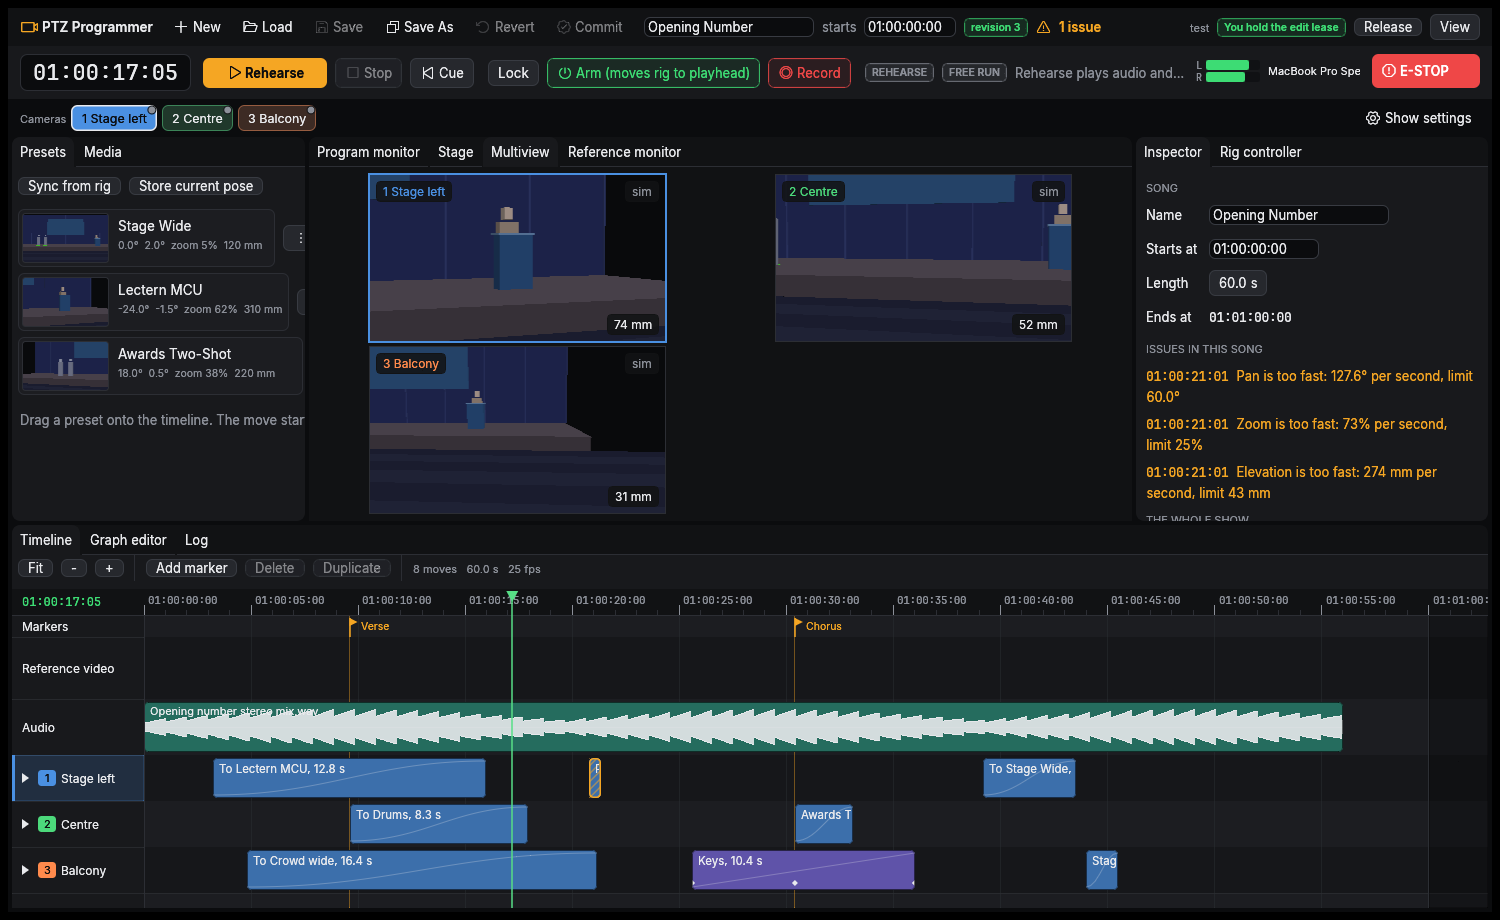 PTZ Programmer New Load Save Save As Revert Commit Opening Number starts 01:00:00:00 revision 3 1 issue test You hold the edit lease Release View
01:00:17:05 Rehearse Stop Cue Lock Arm (moves rig to playhead) Record REHEARSE FREE RUN Rehearse plays audio and... L R MacBook Pro Spe E-STOP
Cameras 1 Stage left 2 Centre 3 Balcony Show settings
Presets Media
Sync from rig Store current pose
Stage Wide
0.0° 2.0° zoom 5% 120 mm
Lectern MCU
-24.0° -1.5° zoom 62% 310 mm
Awards Two-Shot
18.0° 0.5° zoom 38% 220 mm
Drag a preset onto the timeline. The move star
Program monitor Stage Multiview Reference monitor
1 Stage left sim
74 mm
2 Centre sim
52 mm
3 Balcony sim
31 mm
Inspector Rig controller
SONG
Name Opening Number
Starts at 01:00:00:00
Length 60.0 s
Ends at 01:01:00:00
ISSUES IN THIS SONG
01:00:21:01 Pan is too fast: 127.6° per second, limit
60.0°
01:00:21:01 Zoom is too fast: 73% per second,
limit 25%
01:00:21:01 Elevation is too fast: 274 mm per
second, limit 43 mm
THE WHOLE SHOW
Timeline Graph editor Log
Fit - + Add marker Delete Duplicate 8 moves 60.0 s 25 fps
01:00:17:05 01:00:00:00 01:00:05:00 01:00:10:00 01:00:15:00 01:00:20:00 01:00:25:00 01:00:30:00 01:00:35:00 01:00:40:00 01:00:45:00 01:00:50:00 01:00:55:00 01:01:00:
Markers Verse Chorus
Reference video
Audio Opening number stereo mix.wav
1 Stage left To Lectern MCU, 12.8 s To Stage Wide,
2 Centre To Drums, 8.3 s Awards T
3 Balcony To Crowd wide, 16.4 s Keys, 10.4 s Stag